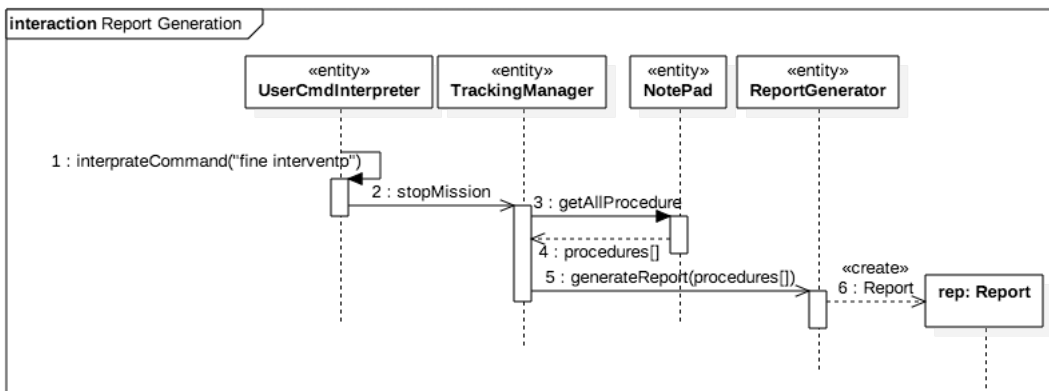 interaction Report Generation
«entity»
UserCmdInterpreter
«entity»
TrackingManager
«entity»
NotePad
«entity»
ReportGenerator
1 : interprateCommand("fine interventp")
2 : stopMission
3 : getAllProcedure
4 : procedures[]
5 : generateReport(procedures[])
«create»
6 : Report
rep: Report